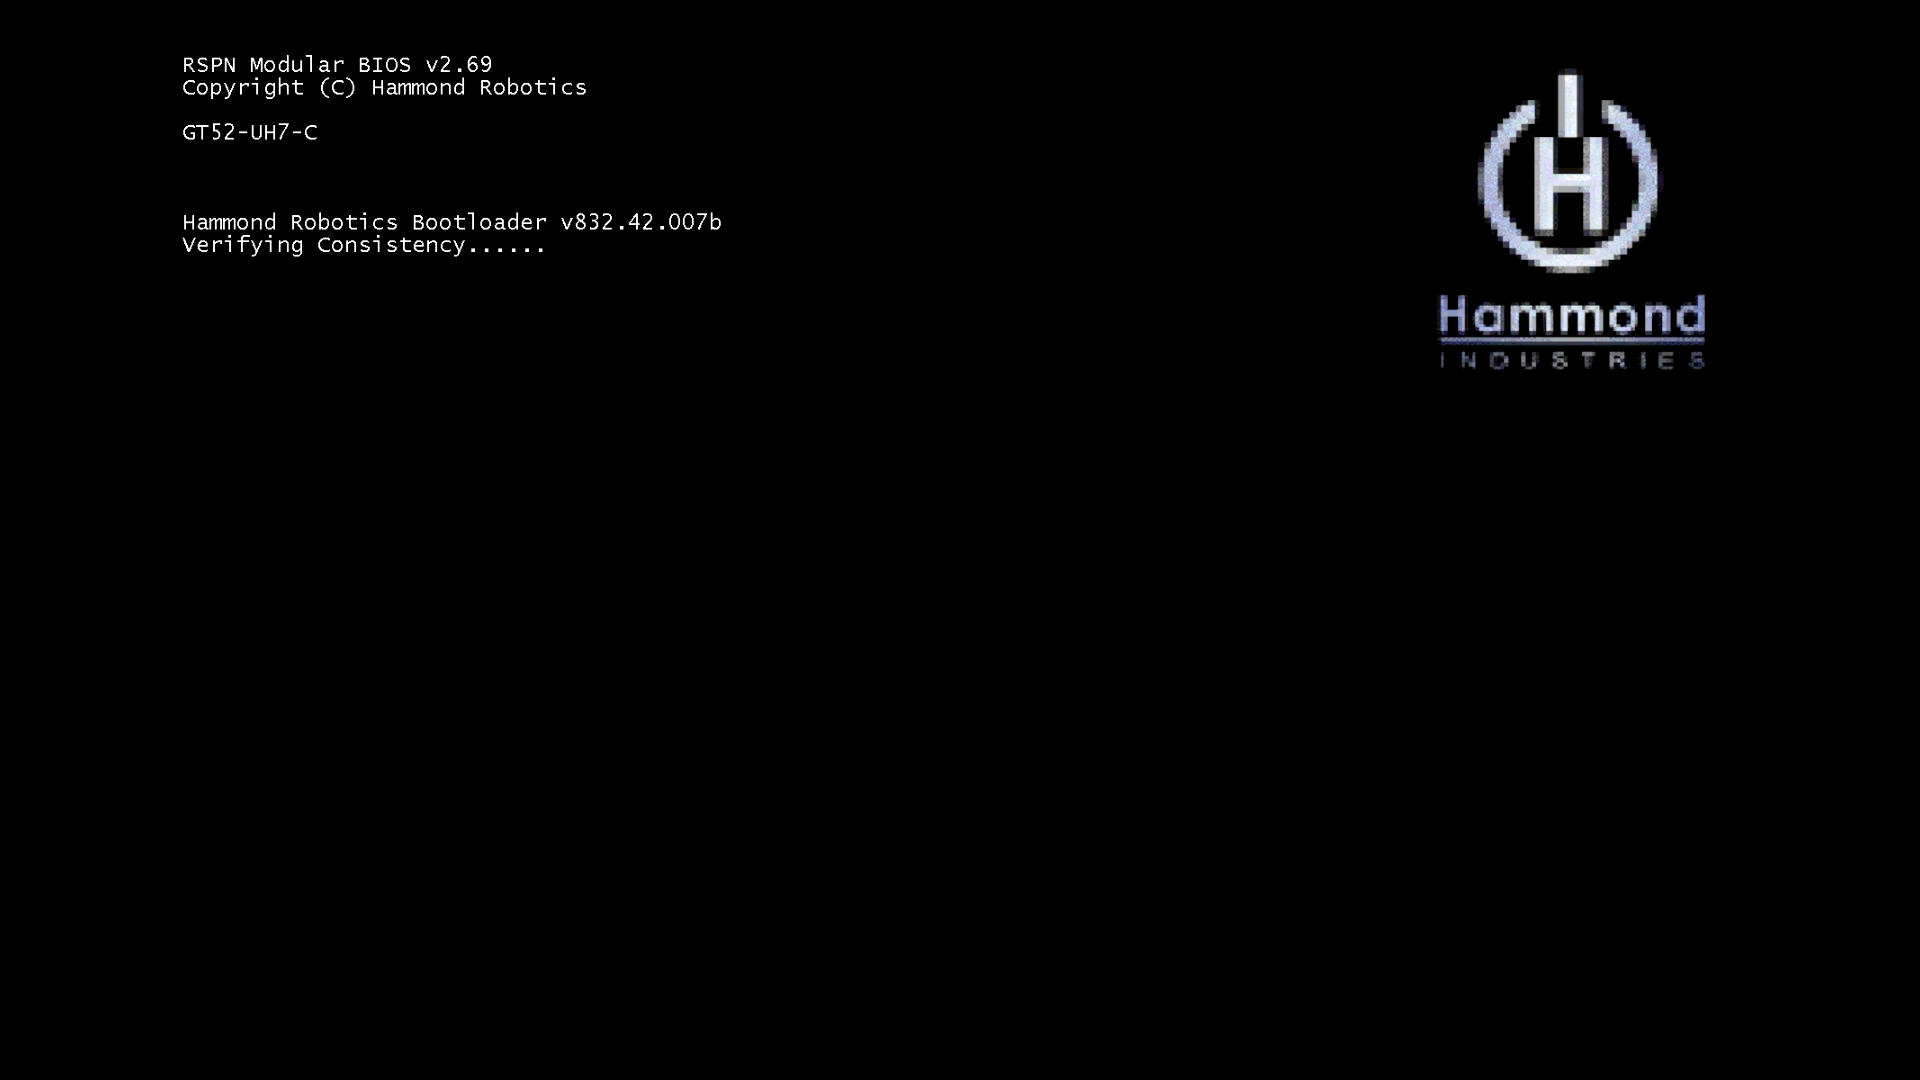 RSPN Modular BIOS v2.69
Copyright (C) Hammond Robotics
GT52-UH7-C
Hammond Robotics Bootloader v832.42.007b
Verifying Consistency......
H
Hammond
INDUSTRIES